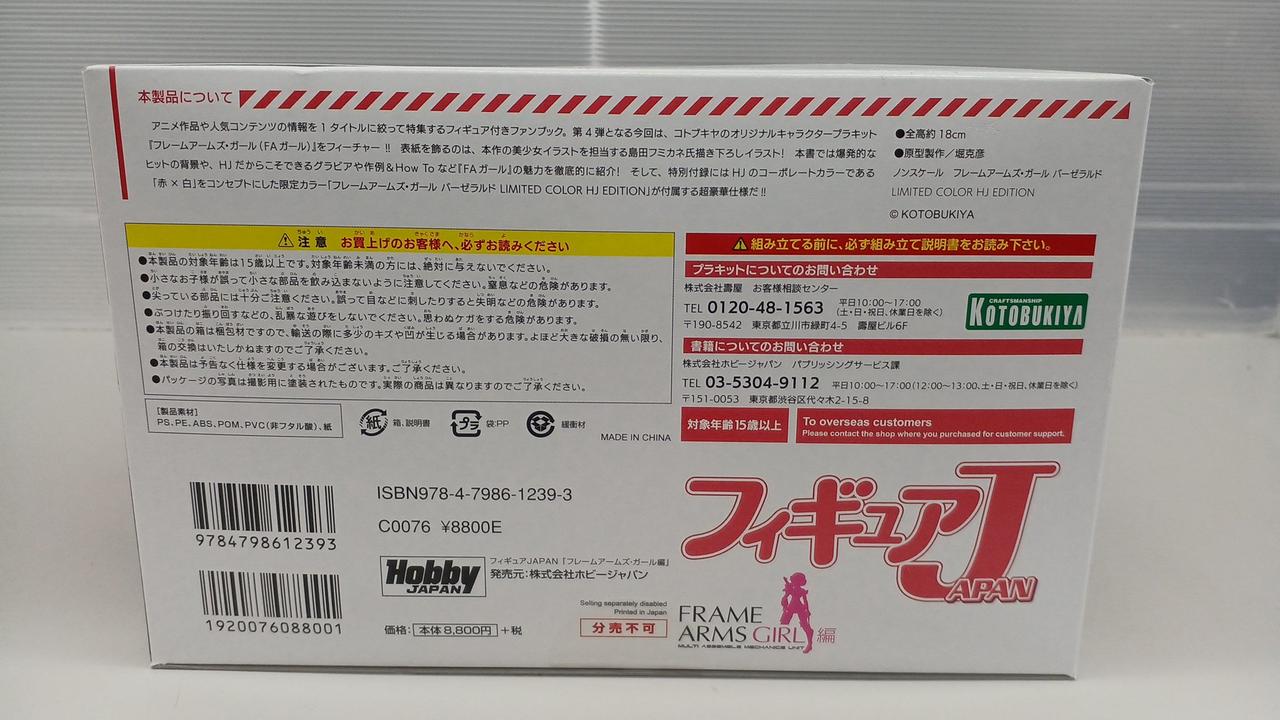 本製品について
アニメ作品や人気コンテンツの情報を1タイトルに絞って特集するフィギュア付きファンブック。第4弾となる今回は、コトブキヤのオリジナルキャラクタープラキット
『フレームアームズ・ガール(FAガール)』をフィーチャー!! 表紙を飾るのは、本作の美少女イラストを担当する島田フミカネ氏描き下ろしイラスト! 本書では爆発的な
ヒットの背景や、HJだからこそできるグラビアや作例&How Toなど『FAガール』の魅力を徹底的に紹介! そして、特別付録にはHJのコーポレートカラーである
「赤×白」をコンセプトにした限定カラー「フレームアームズ・ガール バーゼラルド LIMITED COLOR HJ EDITION」が付属する超豪華仕様だ!!
●全高約18cm
●原型製作/堀克彦
ノンスケール フレームアームズ・ガール バーゼラルド
LIMITED COLOR HJ EDITION
© KOTOBUKIYA
⚠注意 お買上げのお客様へ、必ずお読みください
●本製品の対象年齢は15歳以上です。対象年齢未満の方には、絶対に与えないでください。
●小さなお子様が誤って小さな部品を飲み込まないように注意してください。窒息などの危険があります。
●尖っている部品には十分ご注意ください。誤って目などに刺したりすると失明などの危険があります。
●ぶつけたり振り回すなどの、乱暴な遊びをしないでください。思わぬケガをする危険があります。
●本製品の箱は梱包材ですので、輸送の際に多少のキズや凹が生じる場合があります。よほど大きな破損の無い限り、
箱の交換はいたしかねますのでご了承ください。
●本製品は予告なく仕様を変更する場合がございます。ご了承ください。
●パッケージの写真は撮影用に塗装されたものです。実際の商品は異なりますのでご了承ください。
⚠組み立てる前に、必ず組み立て説明書をお読み下さい。
プラキットについてのお問い合わせ
株式会社壽屋 お客様相談センター
TEL 0120-48-1563 平日10:00~17:00
(土・日・祝日、休業日を除く)
〒190-8542 東京都立川市緑町4-5 壽屋ビル6F
CRAFTSMANSHIP
KOTOBUKIYA
書籍についてのお問い合わせ
株式会社ホビージャパン パブリッシングサービス課
TEL 03-5304-9112 平日10:00~17:00(12:00~13:00、土・日・祝日、休業日を除く)
〒151-0053 東京都渋谷区代々木2-15-8
対象年齢15歳以上
To overseas customers
Please contact the shop where you purchased for customer support.
[製品素材]
PS、PE、ABS、POM、PVC(非フタル酸)、紙
紙 箱、説明書
プラ 袋:PP
緩衝材
MADE IN CHINA
ISBN978-4-7986-1239-3
C0076 ¥8800E
9784798612393
1920076088001
Hobby
JAPAN
フィギュアJAPAN「フレームアームズ・ガール編」
発売元:株式会社ホビージャパン
Selling separately disabled
Printed in Japan
価格: 本体8,800円 +税
分売不可
フィギュアJAPAN
FRAME
ARMS GIRL編
MULTI ASSEMBLE MECHANICS UNIT